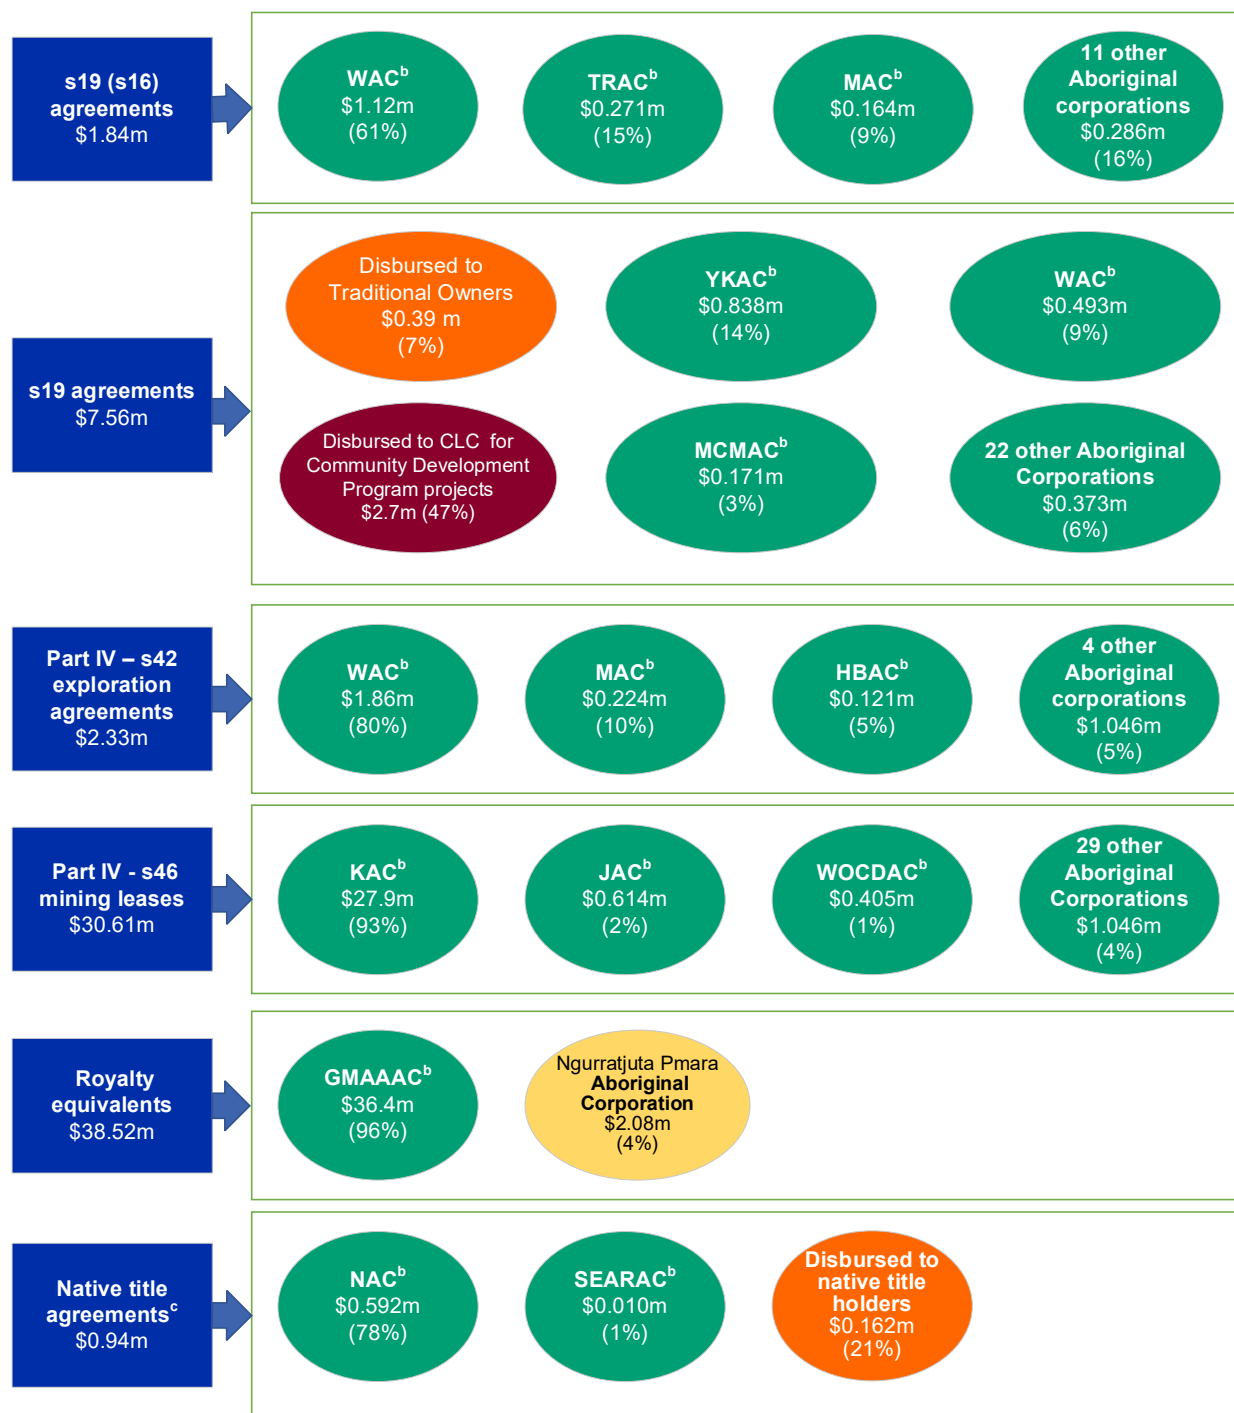 s19 (s16)
agreements
$1.84m
WACb
$1.12m
(61%)
TRACb
$0.271m
(15%)
MACb
$0.164m
(9%)
11 other
Aboriginal
corporations
$0.286m
(16%)
s19 agreements
$7.56m
Disbursed to
Traditional Owners
$0.39 m
(7%)
YKACb
$0.838m
(14%)
WACb
$0.493m
(9%)
Disbursed to CLC for
Community Development
Program projects
$2.7m (47%)
MCMACb
$0.171m
(3%)
22 other Aboriginal
Corporations
$0.373m
(6%)
Part IV – s42
exploration
agreements
$2.33m
WACb
$1.86m
(80%)
MACb
$0.224m
(10%)
HBACb
$0.121m
(5%)
4 other
Aboriginal
corporations
$1.046m
(5%)
Part IV - s46
mining leases
$30.61m
KACb
$27.9m
(93%)
JACb
$0.614m
(2%)
WOCDACb
$0.405m
(1%)
29 other
Aboriginal
Corporations
$1.046m
(4%)
Royalty
equivalents
$38.52m
GMAAACb
$36.4m
(96%)
Ngurratjuta Pmara
Aboriginal
Corporation
$2.08m
(4%)
Native title
agreementsc
$0.94m
NACb
$0.592m
(78%)
SEARACb
$0.010m
(1%)
Disbursed to
native title
holders
$0.162m
(21%)